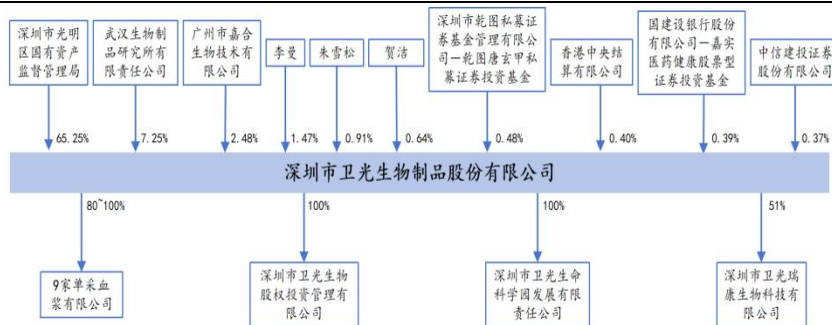 深圳市光明
区国有资产
监督管理局
武汉生物制
品研究所有
限责任公司
广州市嘉合
生物技术有
限公司
李曼
朱雪松
贺洁
深圳市乾图私募证
券基金管理有限公
司—乾图唐玄甲私
募证券投资基金
香港中央结
算有限公司
国建设银行股份
有限公司—嘉实
医药健康股票型
证券投资基金
中信建投证券
股份有限公司
65.25%
7.25%
2.48%
1.47%
0.91%
0.64%
0.48%
0.40%
0.39%
0.37%
深圳市卫光生物制品股份有限公司
80~100%
100%
100%
51%
9家单采血
浆有限公司
深圳市卫光生物
股权投资管理有
限公司
深圳市卫光生命
科学园发展有限
责任公司
深圳市卫光瑞
康生物科技有
限公司